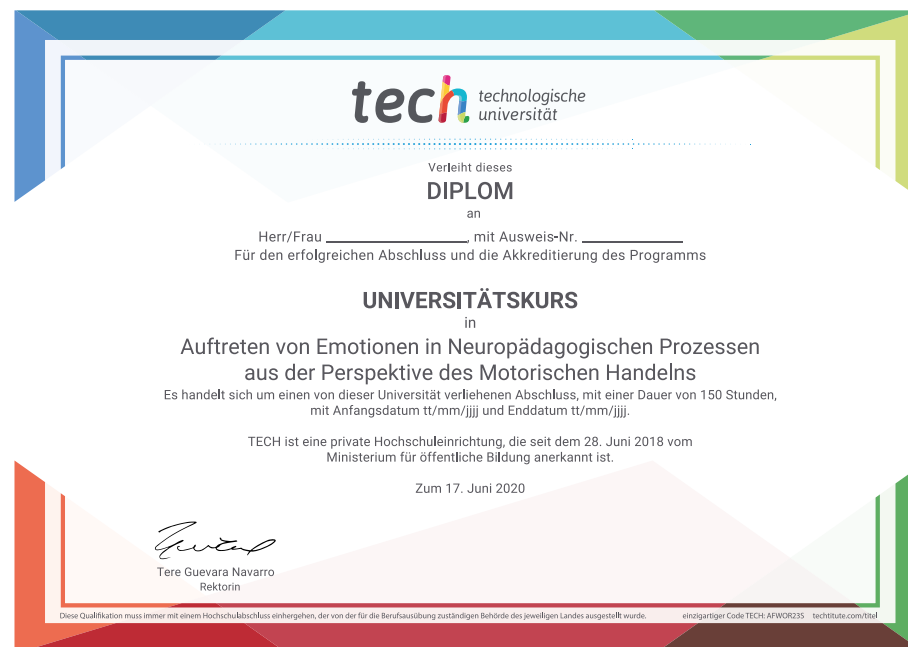 tech technologische
universität
Verleiht dieses
DIPLOM
an
Herr/Frau ____________, mit Ausweis-Nr. ____________
Für den erfolgreichen Abschluss und die Akkreditierung des Programms
UNIVERSITÄTSKURS
in
Auftreten von Emotionen in Neuropädagogischen Prozessen
aus der Perspektive des Motorischen Handelns
Es handelt sich um einen von dieser Universität verliehenen Abschluss, mit einer Dauer von 150 Stunden,
mit Anfangsdatum tt/mm/jjjj und Enddatum tt/mm/jjjj.
TECH ist eine private Hochschuleinrichtung, die seit dem 28. Juni 2018 vom
Ministerium für öffentliche Bildung anerkannt ist.
Zum 17. Juni 2020
Tere Guevara Navarro
Rektorin
Diese Qualifikation muss immer mit einem Hochschulabschluss einhergehen, der von der für die Berufsausübung zuständigen Behörde des jeweiligen Landes ausgestellt wurde. einzigartiger Code TECH: AFWOR23S techtitute.com/titel